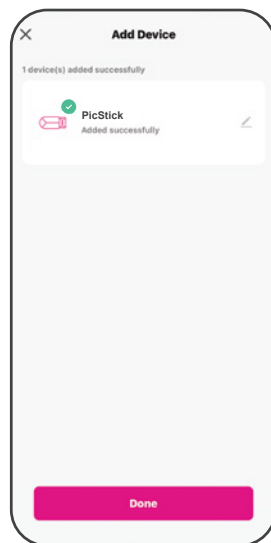 Add Device
1 device(s) added successfully
PicStick
Added successfully
Done